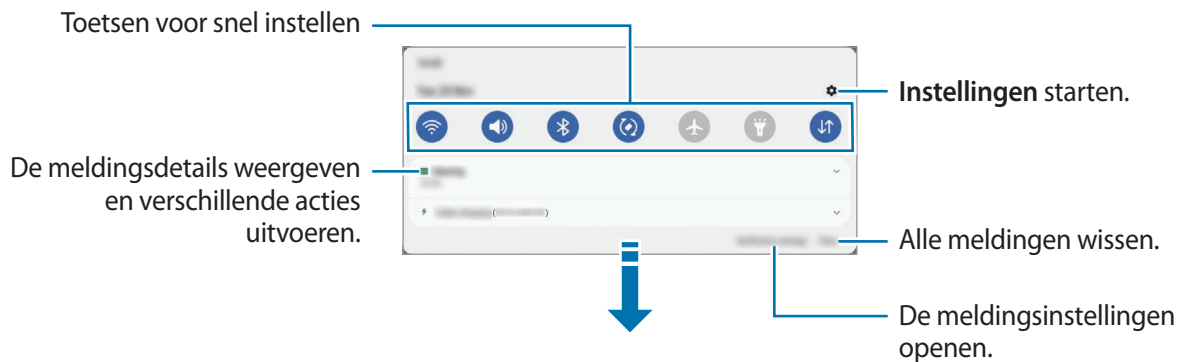 Toetsen voor snel instellen
Instellingen starten.
De meldingsdetails weergeven
en verschillende acties
uitvoeren.
Alle meldingen wissen.
De meldingsinstellingen
openen.